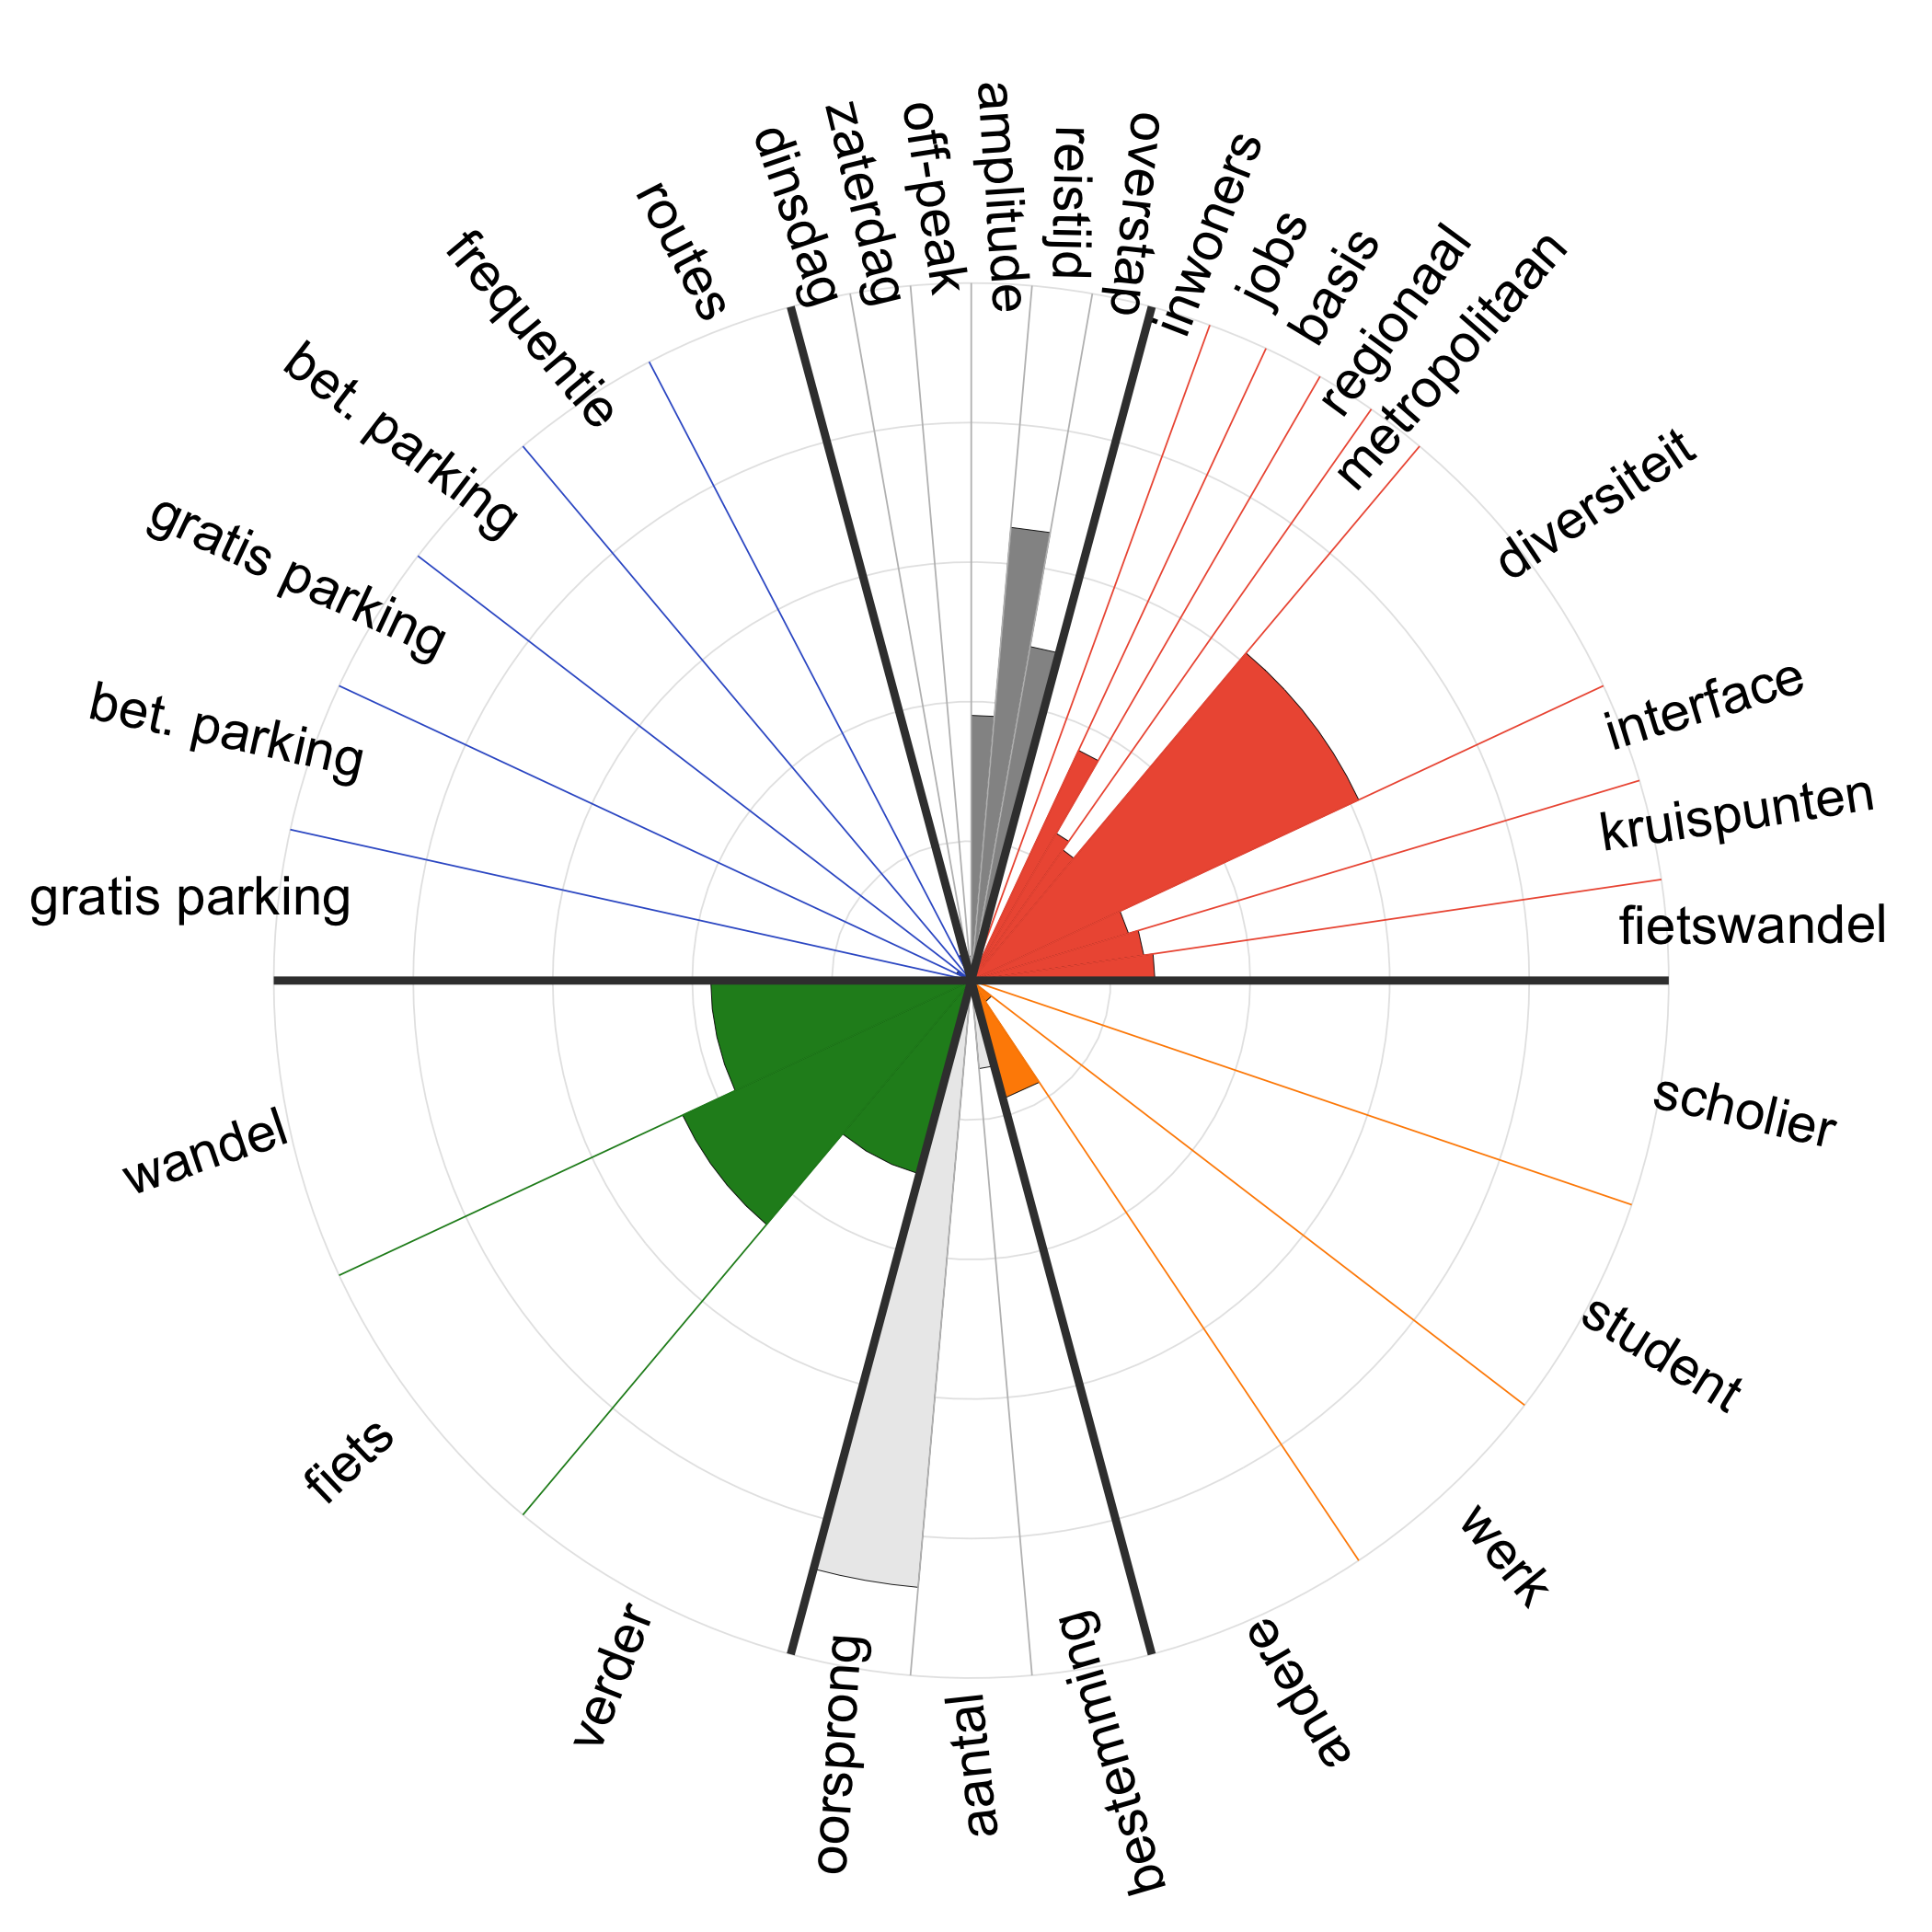 dinsdag
zaterdag
off-peak
amplitude
reistijd
overstap
inwoners
jobs
basis
regionaal
metropolitaan
diversiteit
interface
kruispunten
fietswandel
scholier
student
werk
andere
bestemming
aantal
oorsprong
verder
fiets
wandel
gratis parking
bet. parking
gratis parking
bet. parking
frequentie
routes